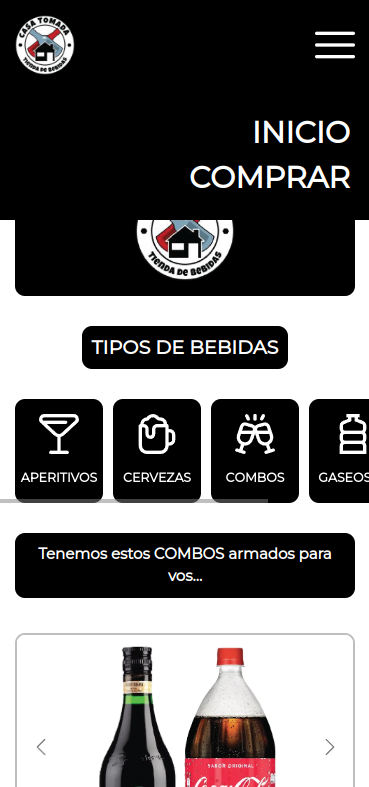 CASA TOMADA
TIENDA DE BEBIDAS
INICIO
COMPRAR
TIENDA DE BEBIDAS
TIPOS DE BEBIDAS
APERITIVOS
CERVEZAS
COMBOS
GASEOS
Tenemos estos COMBOS armados para
vos...
SABOR ORIGINAL
Coca-Cola